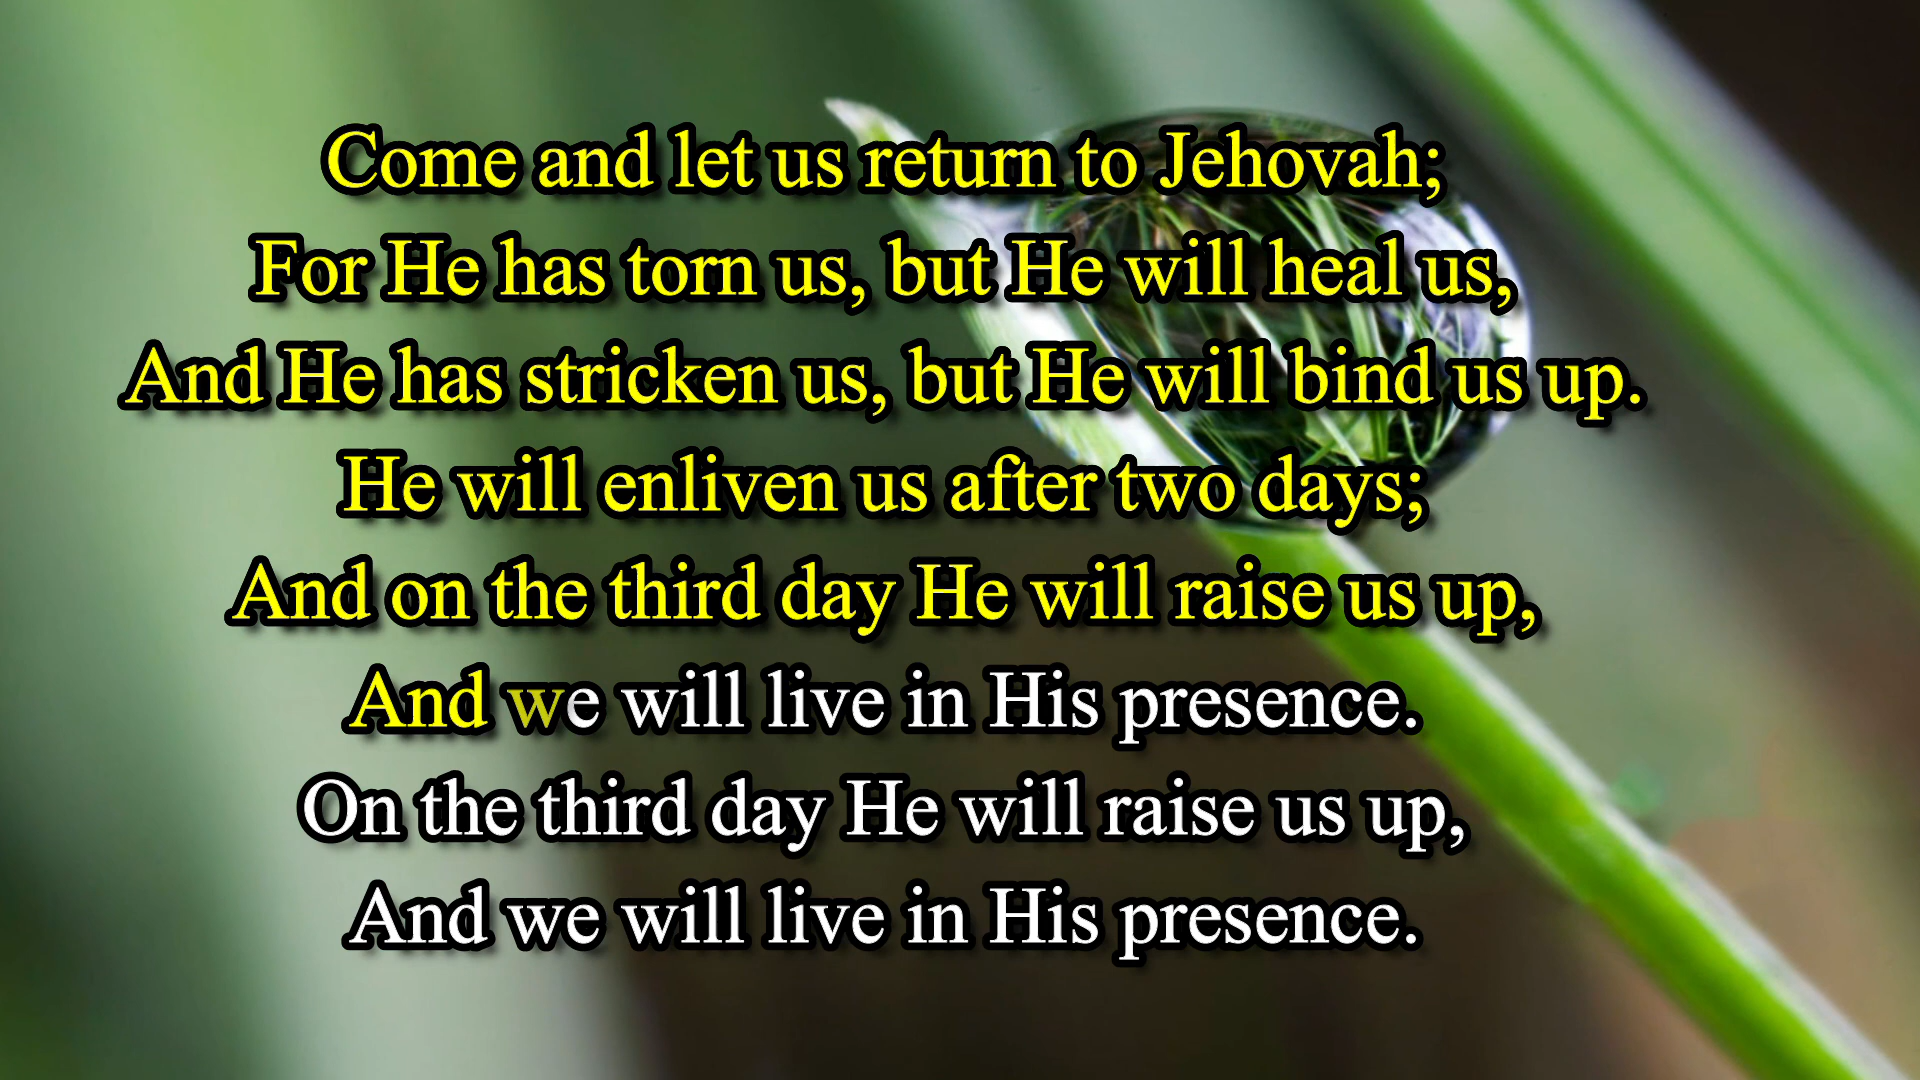 Come and let us return to Jehovah;
For He has torn us, but He will heal us,
And He has stricken us, but He will bind us up.
He will enliven us after two days;
And on the third day He will raise us up,
And we will live in His presence.
On the third day He will raise us up,
And we will live in His presence.